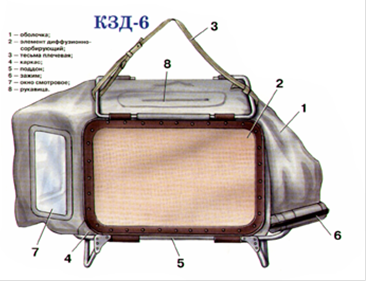 КЗД-6
1 — оболочка;
2 — элемент диффузионно-
сорбирующий;
3 — тесьма плечевая;
4 — каркас;
5 — поддон;
6 — зажим;
7 — окно смотровое;
8 — рукавица.
3
8
2
1
7
4
5
6